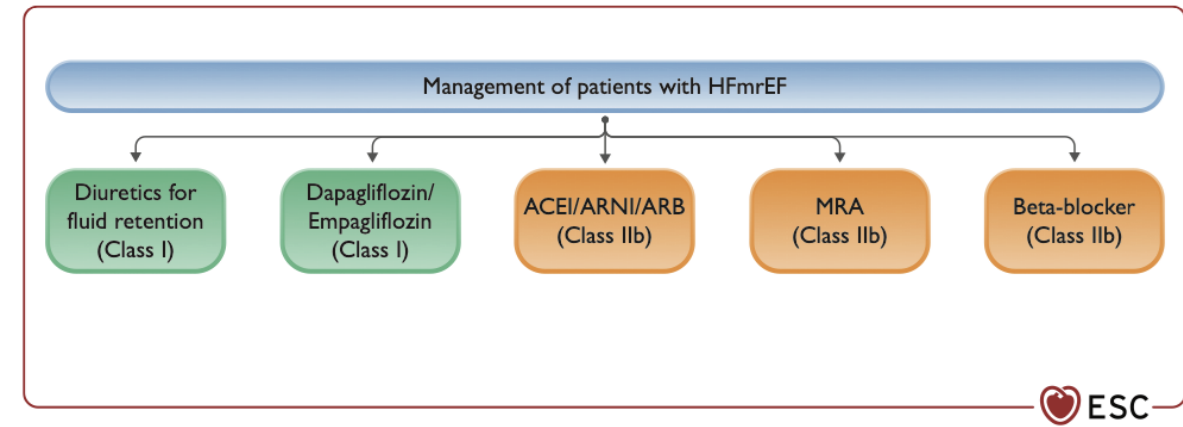 Management of patients with HFmrEF
Diuretics for
fluid retention
(Class I)
Dapagliflozin/
Empagliflozin
(Class I)
ACEI/ARNI/ARB
(Class IIb)
MRA
(Class IIb)
Beta-blocker
(Class IIb)
ESC